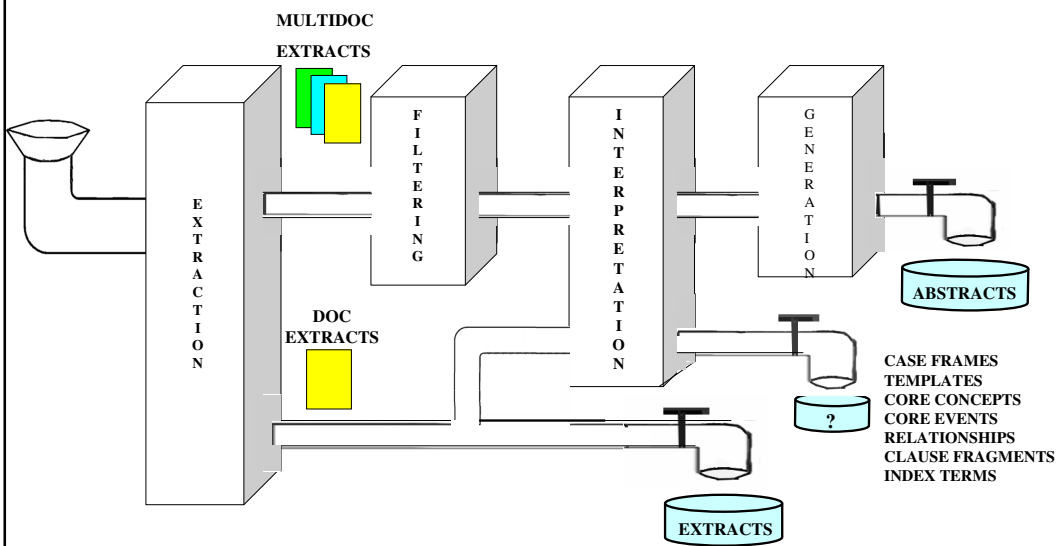 MULTIDOC
EXTRACTS
EXTRACTION
FILTERING
INTERPRETATION
GENERATION
ABSTRACTS
DOC
EXTRACTS
?
CASE FRAMES
TEMPLATES
CORE CONCEPTS
CORE EVENTS
RELATIONSHIPS
CLAUSE FRAGMENTS
INDEX TERMS
EXTRACTS